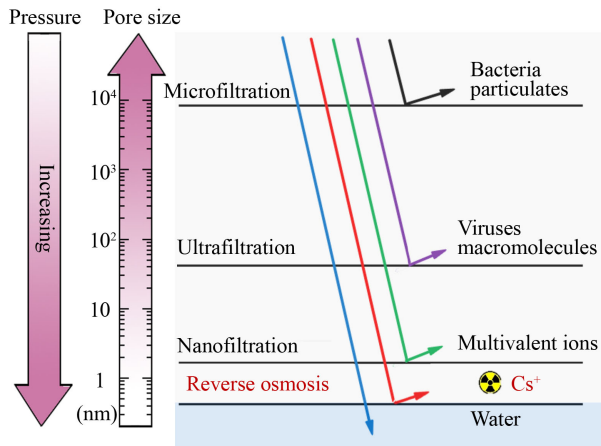 Pressure
Pore size
Increasing
10⁴
10³
10²
10
1
(nm)
Microfiltration
Bacteria
particulates
Ultrafiltration
Viruses
macromolecules
Nanofiltration
Multivalent ions
Reverse osmosis
Cs⁺
Water